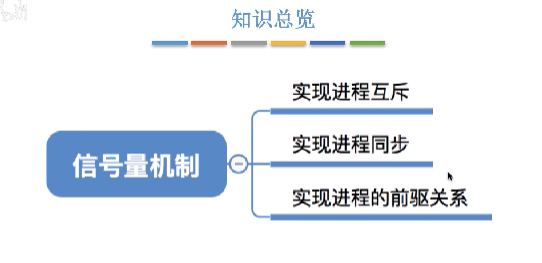 知识总览
实现进程互斥
信号量机制
实现进程同步
实现进程的前驱关系